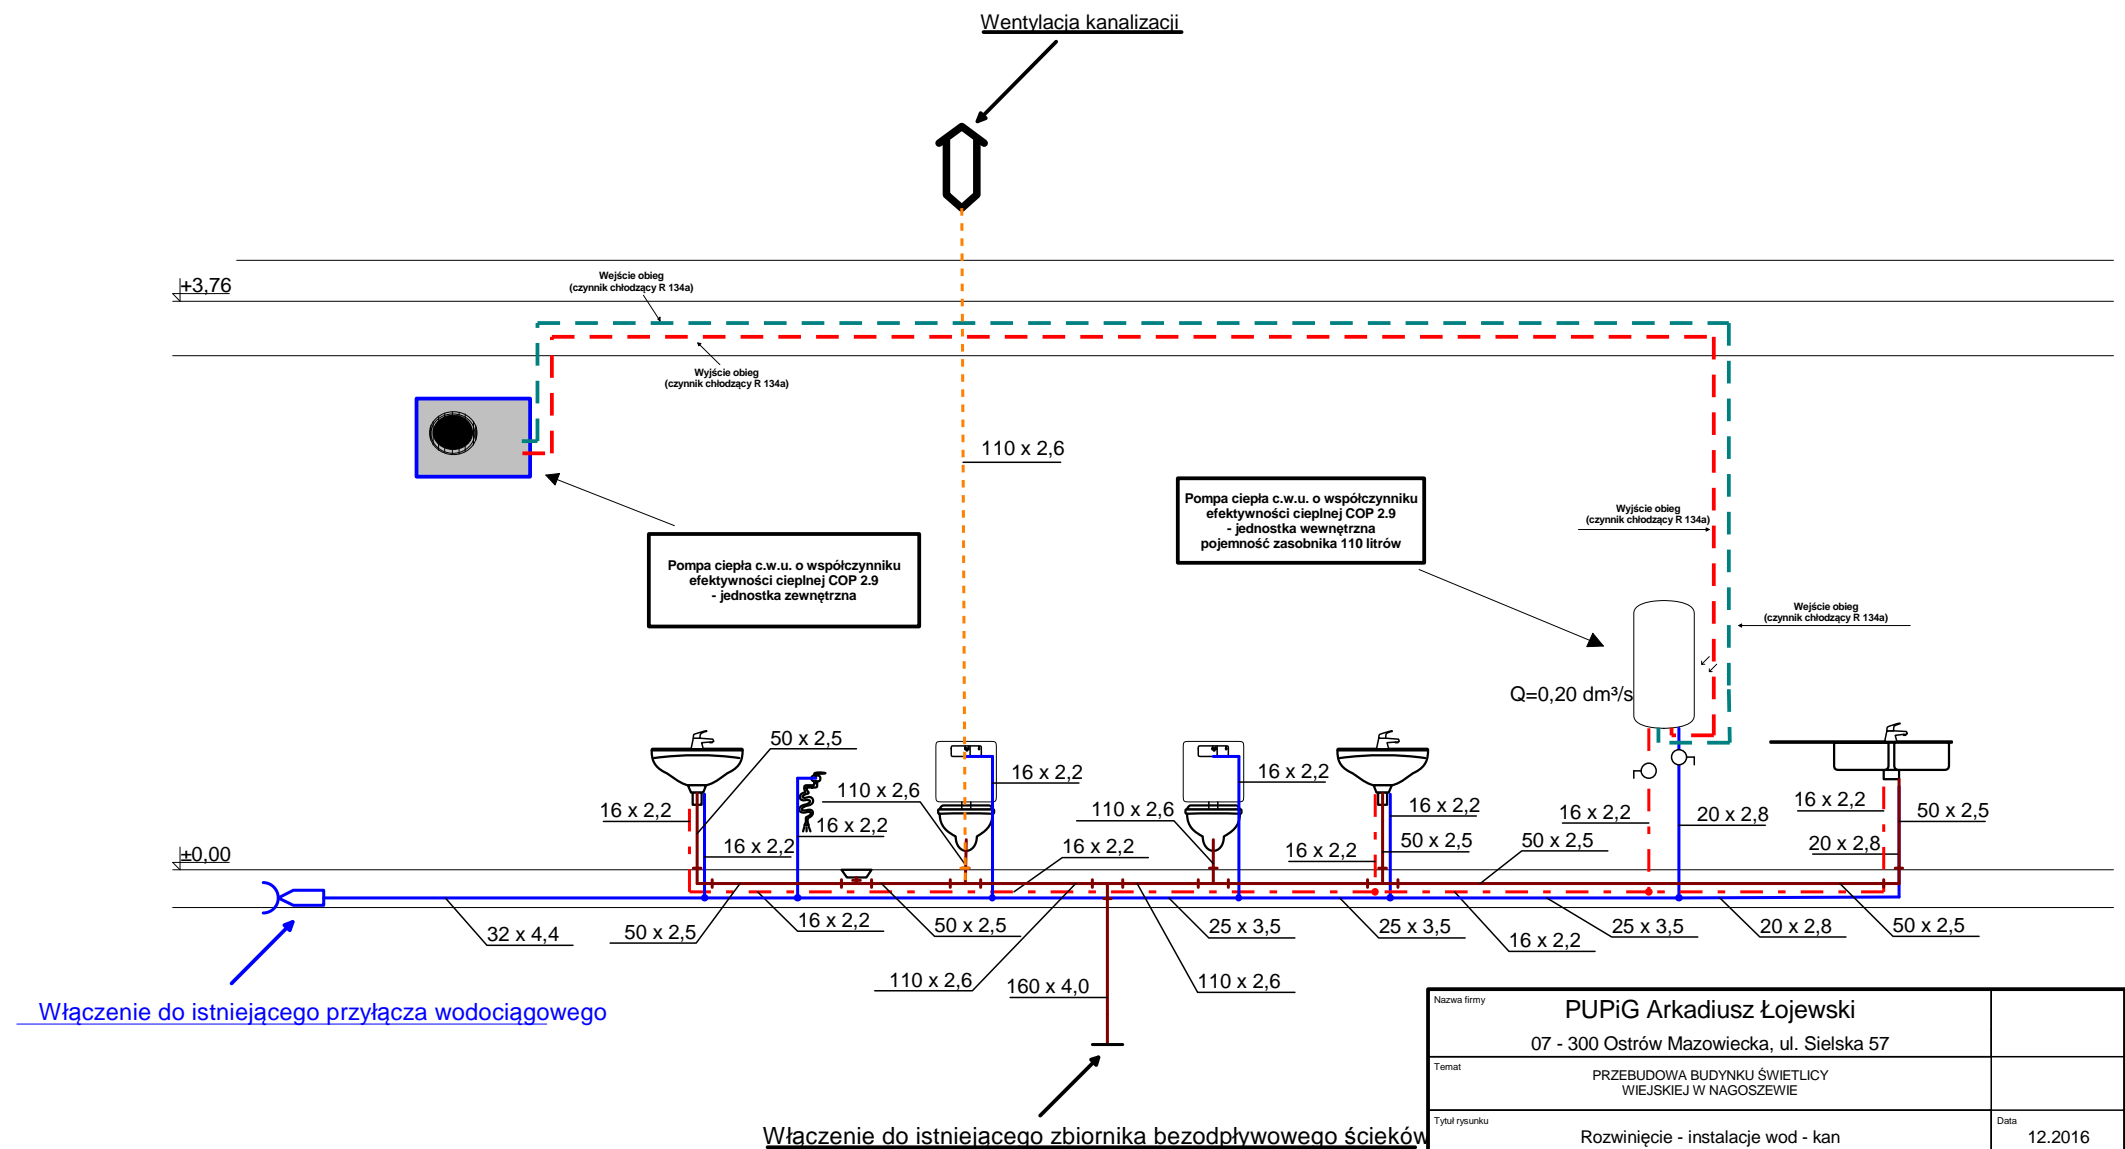 Wentylacja kanalizacji
+3,76
Wejście obieg
(czynnik chłodzący R 134a)
Wyjście obieg
(czynnik chłodzący R 134a)
110 x 2,6
Pompa ciepła c.w.u. o współczynniku
efektywności cieplnej COP 2.9
- jednostka zewnętrzna
Pompa ciepła c.w.u. o współczynniku
efektywności cieplnej COP 2.9
- jednostka wewnętrzna
pojemność zasobnika 110 litrów
Wyjście obieg
(czynnik chłodzący R 134a)
Wejście obieg
(czynnik chłodzący R 134a)
Q=0,20 dm³/s
50 x 2,5
16 x 2,2
16 x 2,2
110 x 2,6
16 x 2,2
16 x 2,2
110 x 2,6
16 x 2,2
16 x 2,2
16 x 2,2
50 x 2,5
16 x 2,2
50 x 2,5
16 x 2,2
20 x 2,8
16 x 2,2
50 x 2,5
20 x 2,8
±0,00
16 x 2,2
32 x 4,4
50 x 2,5
16 x 2,2
50 x 2,5
25 x 3,5
25 x 3,5
16 x 2,2
25 x 3,5
20 x 2,8
50 x 2,5
110 x 2,6
160 x 4,0
110 x 2,6
Włączenie do istniejącego przyłącza wodociągowego
Włączenie do istniejącego zbiornika bezodpływowego ścieków
Nazwa firmy
PUPiG Arkadiusz Łojewski
07 - 300 Ostrów Mazowiecka, ul. Sielska 57
Temat
PRZEBUDOWA BUDYNKU ŚWIETLICY
WIEJSKIEJ W NAGOSZEWIE
Tytuł rysunku
Rozwinięcie - instalacje wod - kan
Data
12.2016